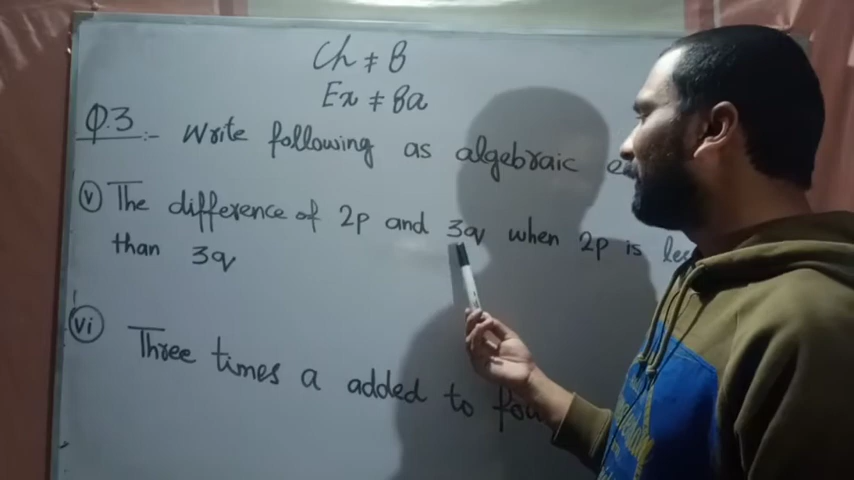 Ch # 8
Ex # 8a
Q.3 :- Write following as algebraic
(v) The difference of 2p and 3q when 2p is
than 3q
(vi) Three times a added to